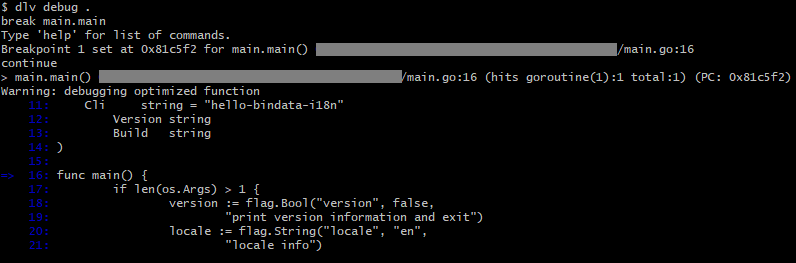 $ dlv debug .
break main.main
Type 'help' for list of commands.
Breakpoint 1 set at 0x81c5f2 for main.main() /main.go:16
continue
> main.main() /main.go:16 (hits goroutine(1):1 total:1) (PC: 0x81c5f2)
Warning: debugging optimized function
11: Cli string = "hello-bindata-i18n"
12: Version string
13: Build string
14: )
15:
=> 16: func main() {
17: if len(os.Args) > 1 {
18: version := flag.Bool("version", false,
19: "print version information and exit")
20: locale := flag.String("locale", "en",
21: "locale info")